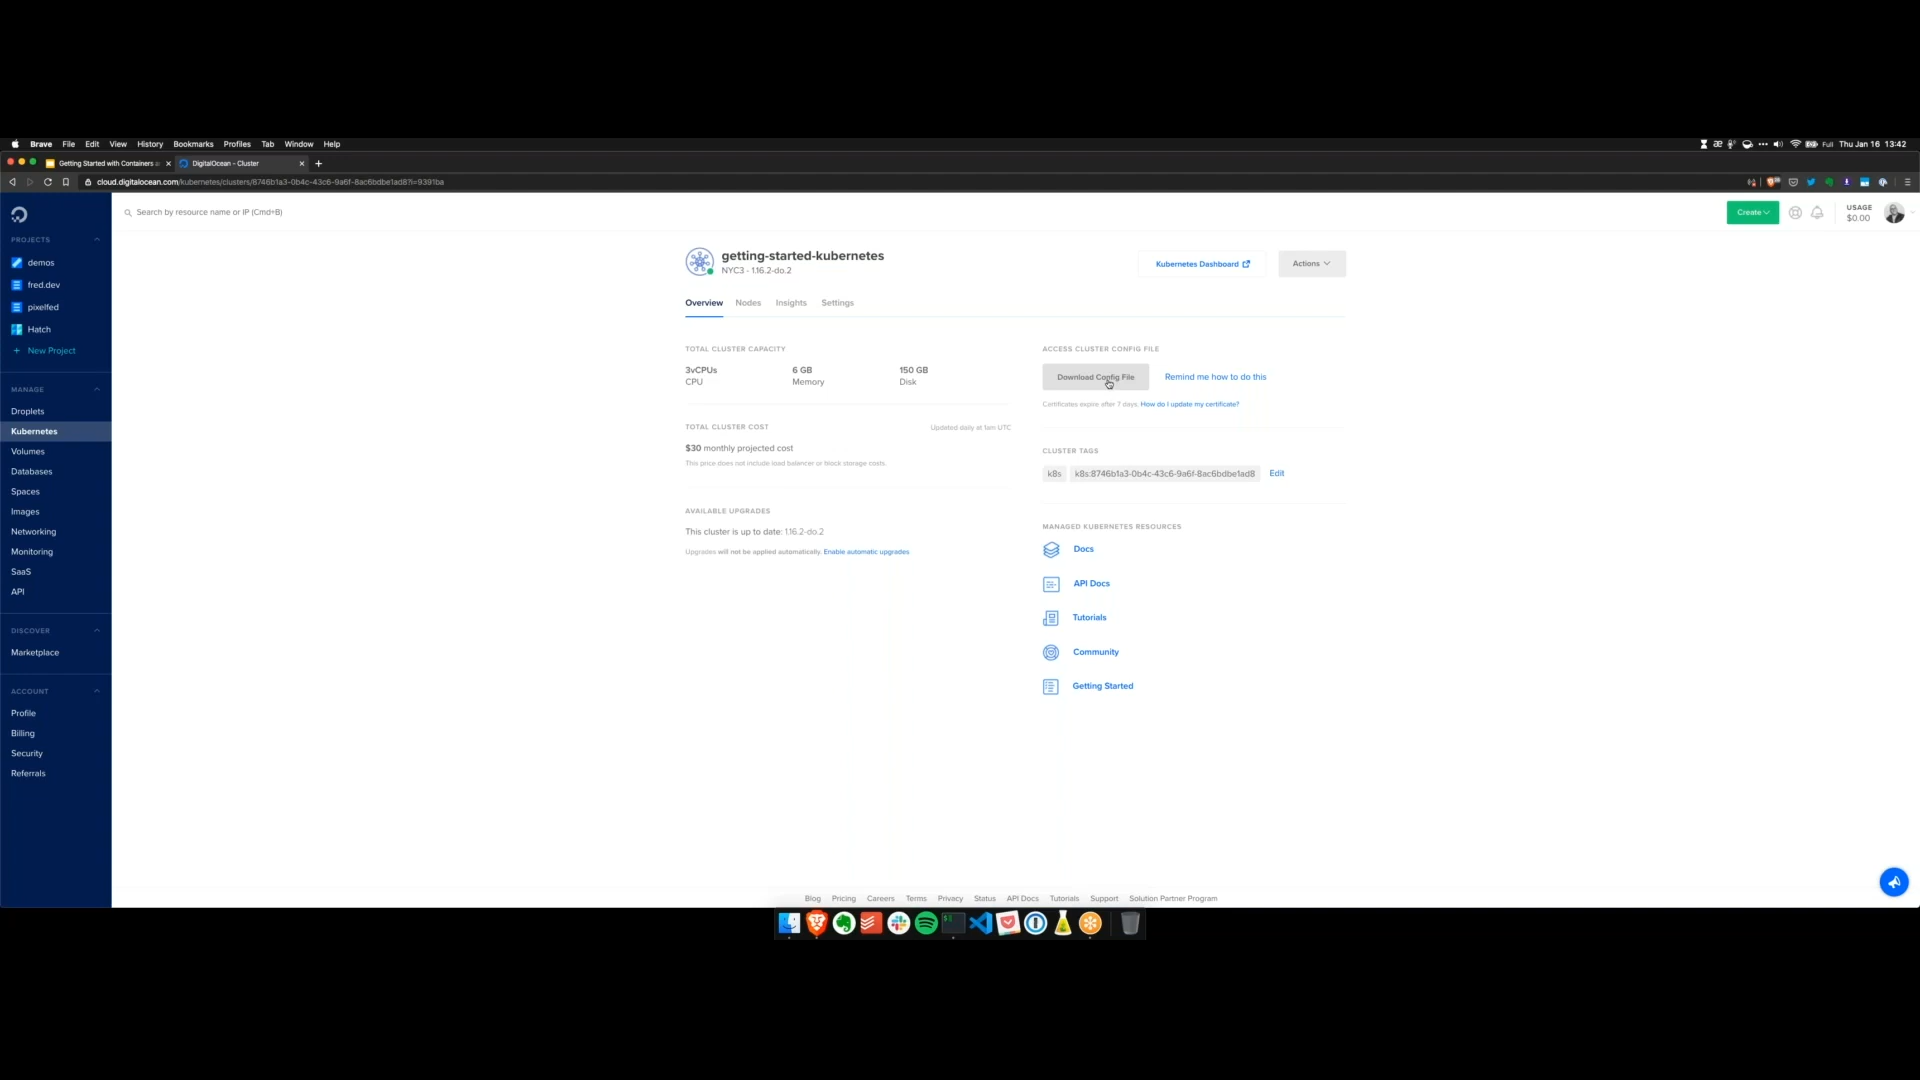 Brave File Edit View History Bookmarks Profiles Tab Window Help
Full Thu Jan 16 13:42
Getting Started with Containers
DigitalOcean - Cluster
cloud.digitalocean.com/kubernetes/clusters/8746b1a3-0b4c-43c6-9a6f-8ac6bdbe1ad8?i=9391ba
Search by resource name or IP (Cmd+B)
Create
USAGE
$0.00
PROJECTS
demos
fred.dev
pixelfed
Hatch
+ New Project
MANAGE
Droplets
Kubernetes
Volumes
Databases
Spaces
Images
Networking
Monitoring
SaaS
API
DISCOVER
Marketplace
ACCOUNT
Profile
Billing
Security
Referrals
getting-started-kubernetes
NYC3 - 1.16.2-do.2
Kubernetes Dashboard
Actions
Overview Nodes Insights Settings
TOTAL CLUSTER CAPACITY
3vCPUs 6 GB 150 GB
CPU Memory Disk
TOTAL CLUSTER COST Updated daily at 1am UTC
$30 monthly projected cost
This price does not include load balancer or block storage costs.
AVAILABLE UPGRADES
This cluster is up to date: 1.16.2-do.2
Upgrades will not be applied automatically. Enable automatic upgrades
ACCESS CLUSTER CONFIG FILE
Download Config File Remind me how to do this
Certificates expire after 7 days. How do I update my certificate?
CLUSTER TAGS
k8s k8s:8746b1a3-0b4c-43c6-9a6f-8ac6bdbe1ad8 Edit
MANAGED KUBERNETES RESOURCES
Docs
API Docs
Tutorials
Community
Getting Started
Blog Pricing Careers Terms Privacy Status API Docs Tutorials Support Solution Partner Program